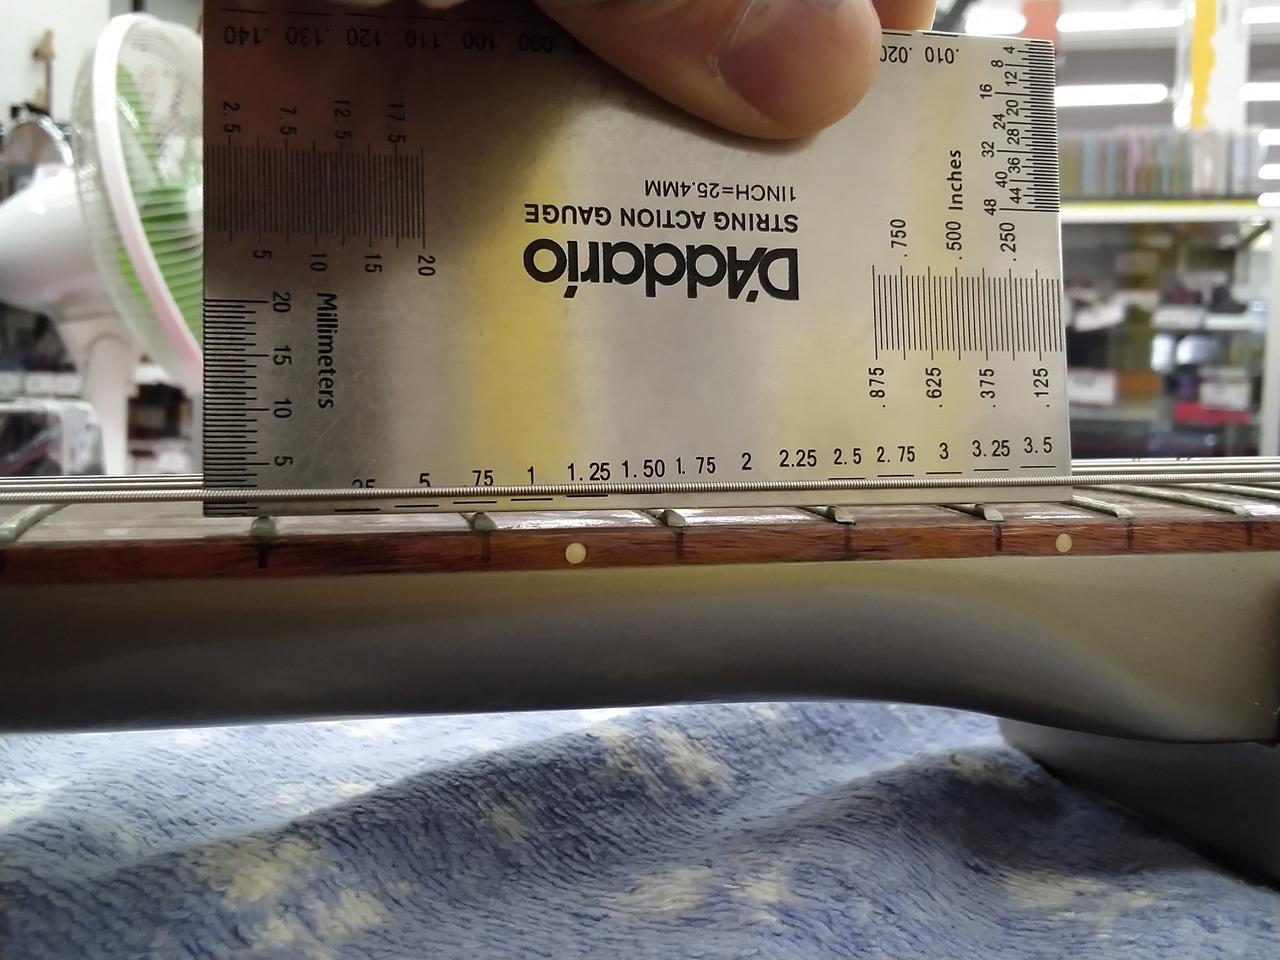 .140 .130 .120 .110 .100 .090 .010
2.5 7.5 12.5 17.5
5 10 15 20
20 15 10 5
Millimeters
1INCH=25.4MM
STRING ACTION GAUGE
D'Addario
4 8 12 16 20 24 28 32 36 40 44 48
Inches
.750 .500 .250
.875 .625 .375 .125
5 .75 1 1.25 1.50 1.75 2 2.25 2.5 2.75 3 3.25 3.5